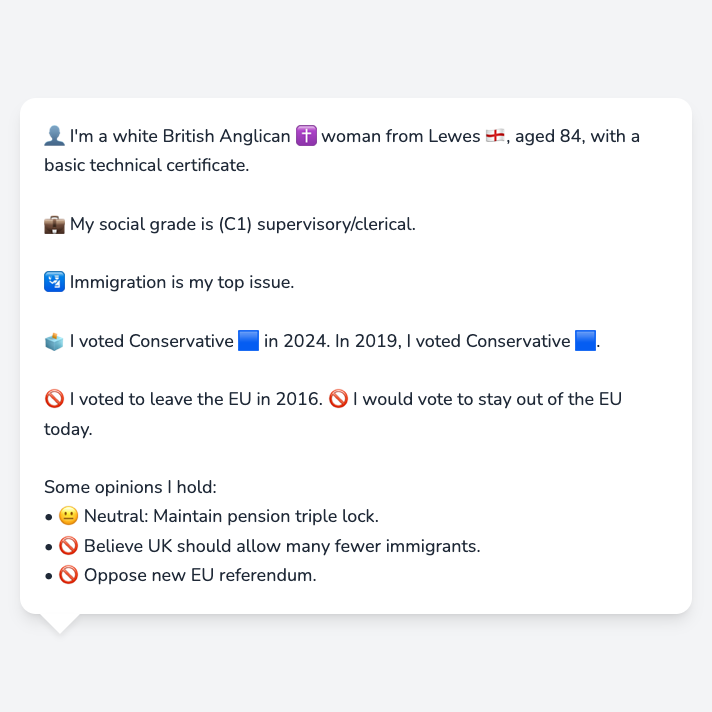 👤 I'm a white British Anglican ✝️ woman from Lewes 🏴󠁧󠁢󠁥󠁮󠁧󠁿, aged 84, with a
basic technical certificate.
💼 My social grade is (C1) supervisory/clerical.
🛂 Immigration is my top issue.
🗳️ I voted Conservative 🟦 in 2024. In 2019, I voted Conservative 🟦.
🚫 I voted to leave the EU in 2016. 🚫 I would vote to stay out of the EU
today.
Some opinions I hold:
• 😐 Neutral: Maintain pension triple lock.
• 🚫 Believe UK should allow many fewer immigrants.
• 🚫 Oppose new EU referendum.